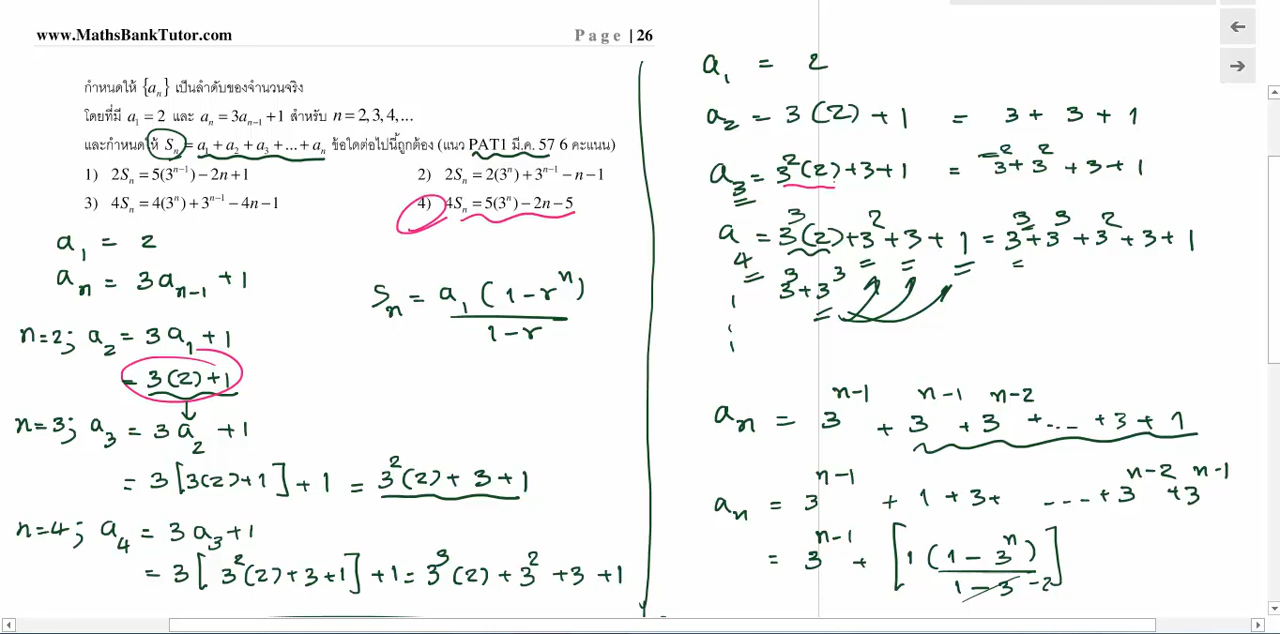 www.MathsBankTutor.com
Page | 26
กำหนดให้ {aₙ} เป็นลำดับของจำนวนจริง
โดยที่มี a₁ = 2 และ aₙ = 3aₙ₋₁ + 1 สำหรับ n = 2, 3, 4, ...
และกำหนดให้ Sₙ = a₁ + a₂ + a₃ + ... + aₙ ข้อใดต่อไปนี้ถูกต้อง (แนว PAT1 มี.ค. 57 6 คะแนน)
1) 2Sₙ = 5(3ⁿ⁻¹) − 2n + 1
2) 2Sₙ = 2(3ⁿ) + 3ⁿ⁻¹ − n − 1
3) 4Sₙ = 4(3ⁿ) + 3ⁿ⁻¹ − 4n − 1
4) 4Sₙ = 5(3ⁿ) − 2n − 5
a₁ = 2
aₙ = 3aₙ₋₁ + 1
n=2; a₂ = 3a₁ + 1
= 3(2)+1
n=3; a₃ = 3a₂ + 1
= 3[3(2)+1] + 1 = 3²(2) + 3 + 1
n=4; a₄ = 3a₃ + 1
= 3[3²(2)+3+1] + 1 = 3³(2) + 3² + 3 + 1
Sₙ = a₁(1 − rⁿ)
1 − r
a₁ = 2
a₂ = 3(2) + 1 = 3 + 3 + 1
a₃ = 3²(2) + 3 + 1 = 3² + 3² + 3 + 1
a₄ = 3³(2) + 3² + 3 + 1 = 3³ + 3³ + 3² + 3 + 1
3³ + 3³
aₙ = 3ⁿ⁻¹ + 3ⁿ⁻¹ + 3ⁿ⁻² + ... + 3 + 1
aₙ = 3ⁿ⁻¹ + 1 + 3 + .... + 3ⁿ⁻² + 3ⁿ⁻¹
= 3ⁿ⁻¹ + [1(1 − 3ⁿ)]
1 − 3 −2